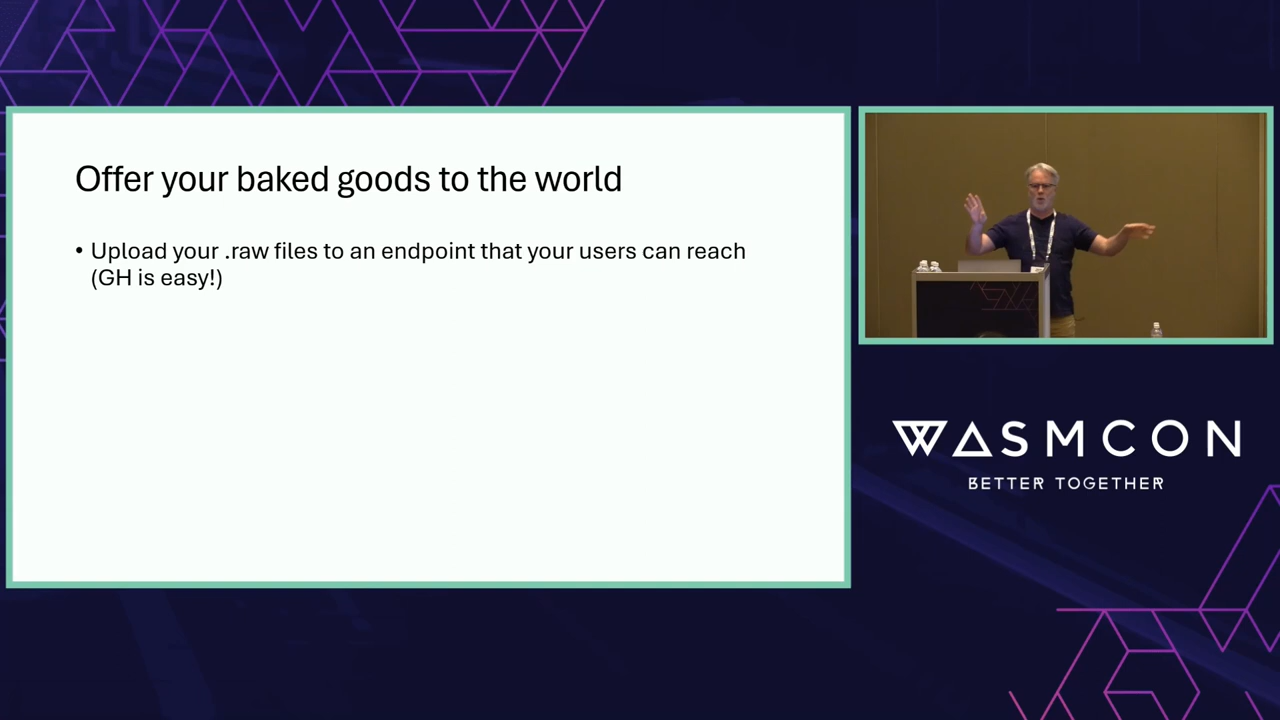 Offer your baked goods to the world
• Upload your .raw files to an endpoint that your users can reach
(GH is easy!)
WASMCON
BETTER TOGETHER